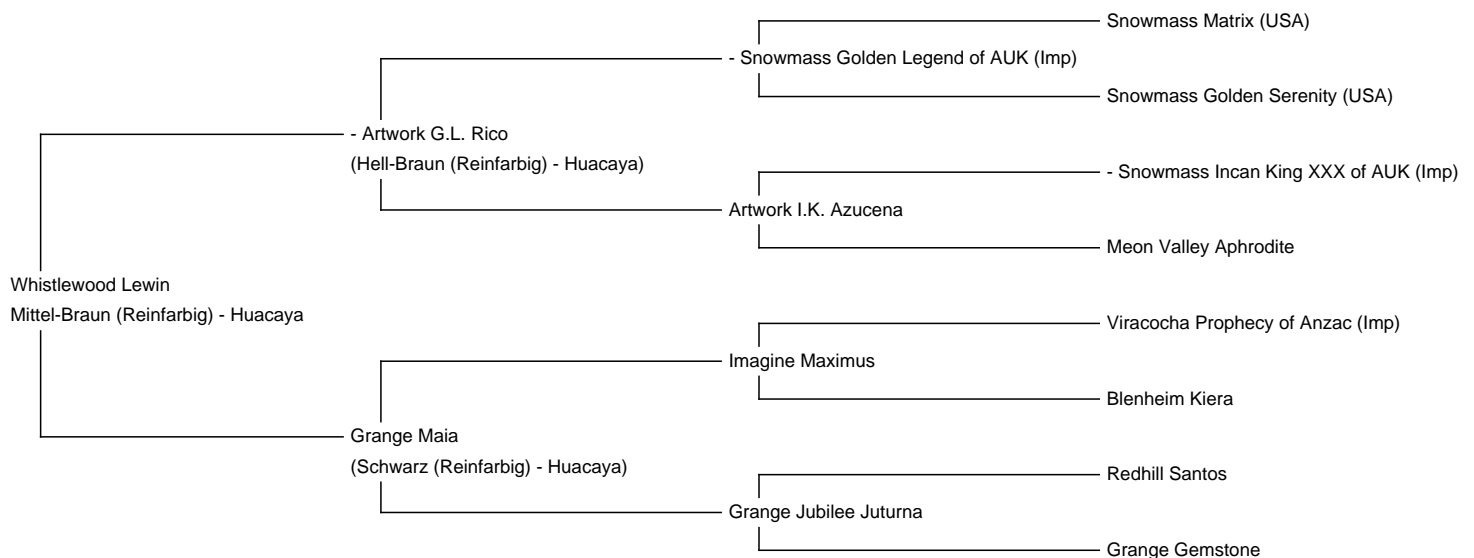 Snowmass Matrix (USA)
- Snowmass Golden Legend of AUK (Imp)
Snowmass Golden Serenity (USA)
- Artwork G.L. Rico
(Hell-Braun (Reinfarbig) - Huacaya)
- Snowmass Incan King XXX of AUK (Imp)
Artwork I.K. Azucena
Meon Valley Aphrodite
Whistlewood Lewin
Mittel-Braun (Reinfarbig) - Huacaya
Viracocha Prophecy of Anzac (Imp)
Imagine Maximus
Blenheim Kiera
Grange Maia
(Schwarz (Reinfarbig) - Huacaya)
Redhill Santos
Grange Jubilee Juturna
Grange Gemstone